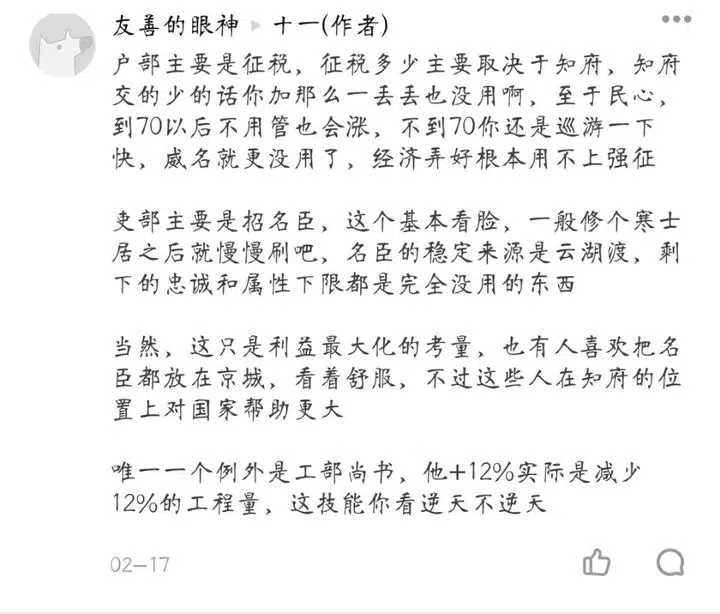 友善的眼神 ▸ 十一(作者)
户部主要是征税，征税多少主要取决于知府，知府
交的少的话你加那么一丢丢也没用啊，至于民心，
到70以后不用管也会涨，不到70你还是巡游一下
快，威名就更没用了，经济弄好根本用不上强征
吏部主要是招名臣，这个基本看脸，一般修个寒士
居之后就慢慢刷吧，名臣的稳定来源是云湖渡，剩
下的忠诚和属性下限都是完全没用的东西
当然，这只是利益最大化的考量，也有人喜欢把名
臣都放在京城，看着舒服，不过这些人在知府的位
置上对国家帮助更大
唯一一个例外是工部尚书，他+12%实际是减少
12%的工程量，这技能你看逆天不逆天
02-17